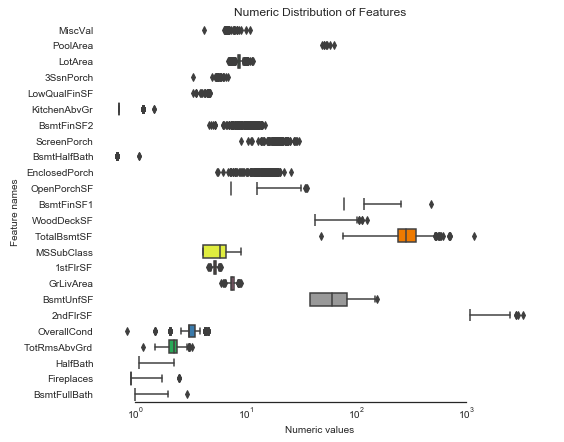 Numeric Distribution of Features
MiscVal
PoolArea
LotArea
3SsnPorch
LowQualFinSF
KitchenAbvGr
BsmtFinSF2
ScreenPorch
BsmtHalfBath
EnclosedPorch
OpenPorchSF
BsmtFinSF1
WoodDeckSF
TotalBsmtSF
MSSubClass
1stFlrSF
GrLivArea
BsmtUnfSF
2ndFlrSF
OverallCond
TotRmsAbvGrd
HalfBath
Fireplaces
BsmtFullBath
Feature names
10⁰ 10¹ 10² 10³
Numeric values